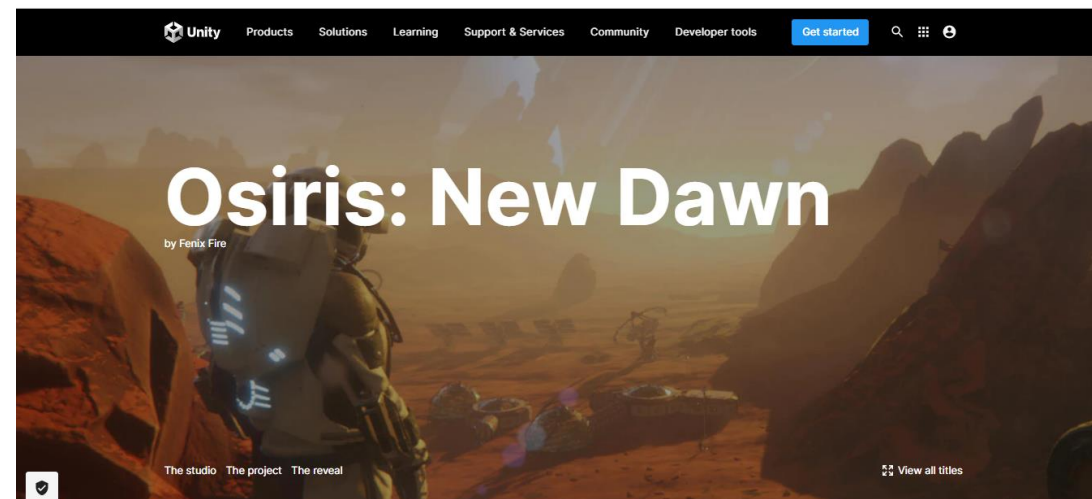 Unity Products Solutions Learning Support & Services Community Developer tools Get started
Osiris: New Dawn
by Fenix Fire
The studio The project The reveal View all titles